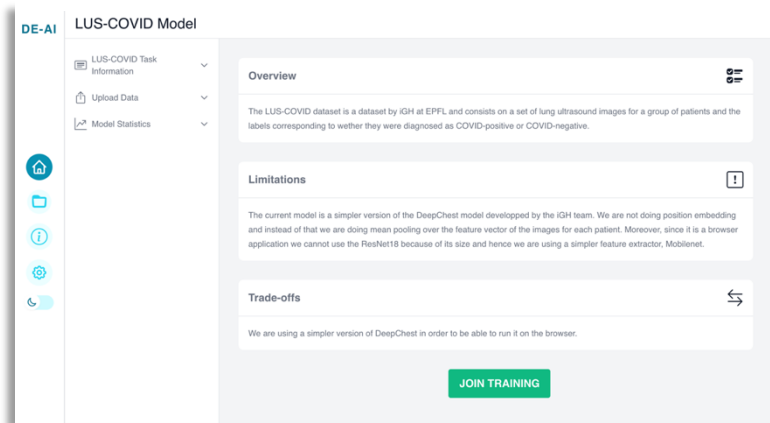 DE-AI
LUS-COVID Model
LUS-COVID Task
Information
Upload Data
Model Statistics
Overview
The LUS-COVID dataset is a dataset by iGH at EPFL and consists on a set of lung ultrasound images for a group of patients and the
labels corresponding to wether they were diagnosed as COVID-positive or COVID-negative.
Limitations
The current model is a simpler version of the DeepChest model developped by the iGH team. We are not doing position embedding
and instead of that we are doing mean pooling over the feature vector of the images for each patient. Moreover, since it is a browser
application we cannot use the ResNet18 because of its size and hence we are using a simpler feature extractor, Mobilenet.
Trade-offs
We are using a simpler version of DeepChest in order to be able to run it on the browser.
JOIN TRAINING